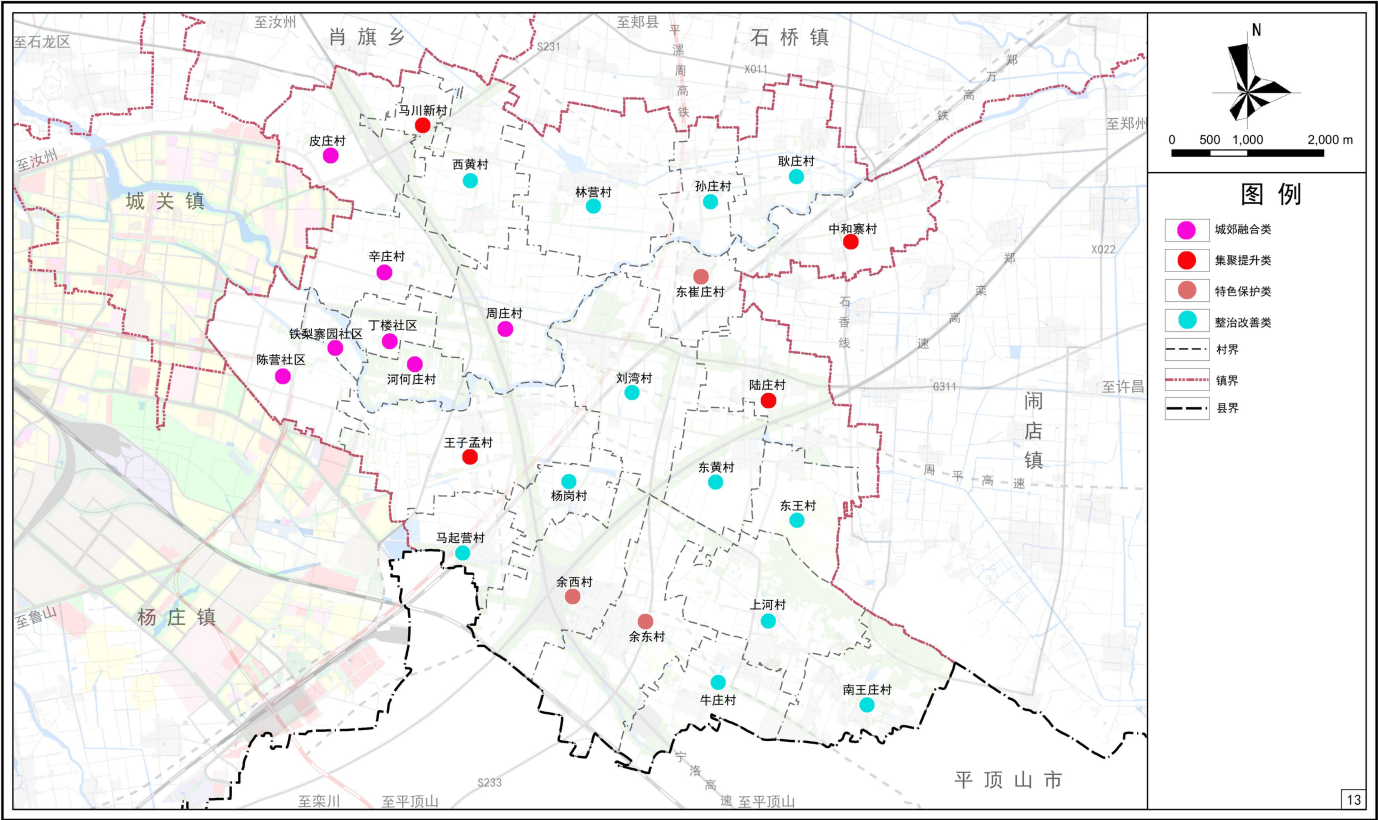 至汝州
至郏县
至石龙区
肖旗乡
石桥镇
平漯周高铁
S231
X011
郑万高铁
至郑州
马川新村
皮庄村
至汝州
西黄村
耿庄村
林营村
孙庄村
城关镇
中和寨村
X022
辛庄村
东崔庄村
郑栾高速
石香线
周庄村
丁楼社区
铁梨寨园社区
陈营社区
河何庄村
刘湾村
陆庄村
G311
至许昌
闹店镇
王子孟村
东黄村
周平高速
杨岗村
东王村
马起营村
余西村
上河村
至鲁山
杨庄镇
余东村
牛庄村
南王庄村
宁洛高速
平顶山市
S233
至栾川
至平顶山
至平顶山
N
0 500 1,000 2,000 m
图例
城郊融合类
集聚提升类
特色保护类
整治改善类
村界
镇界
县界
13